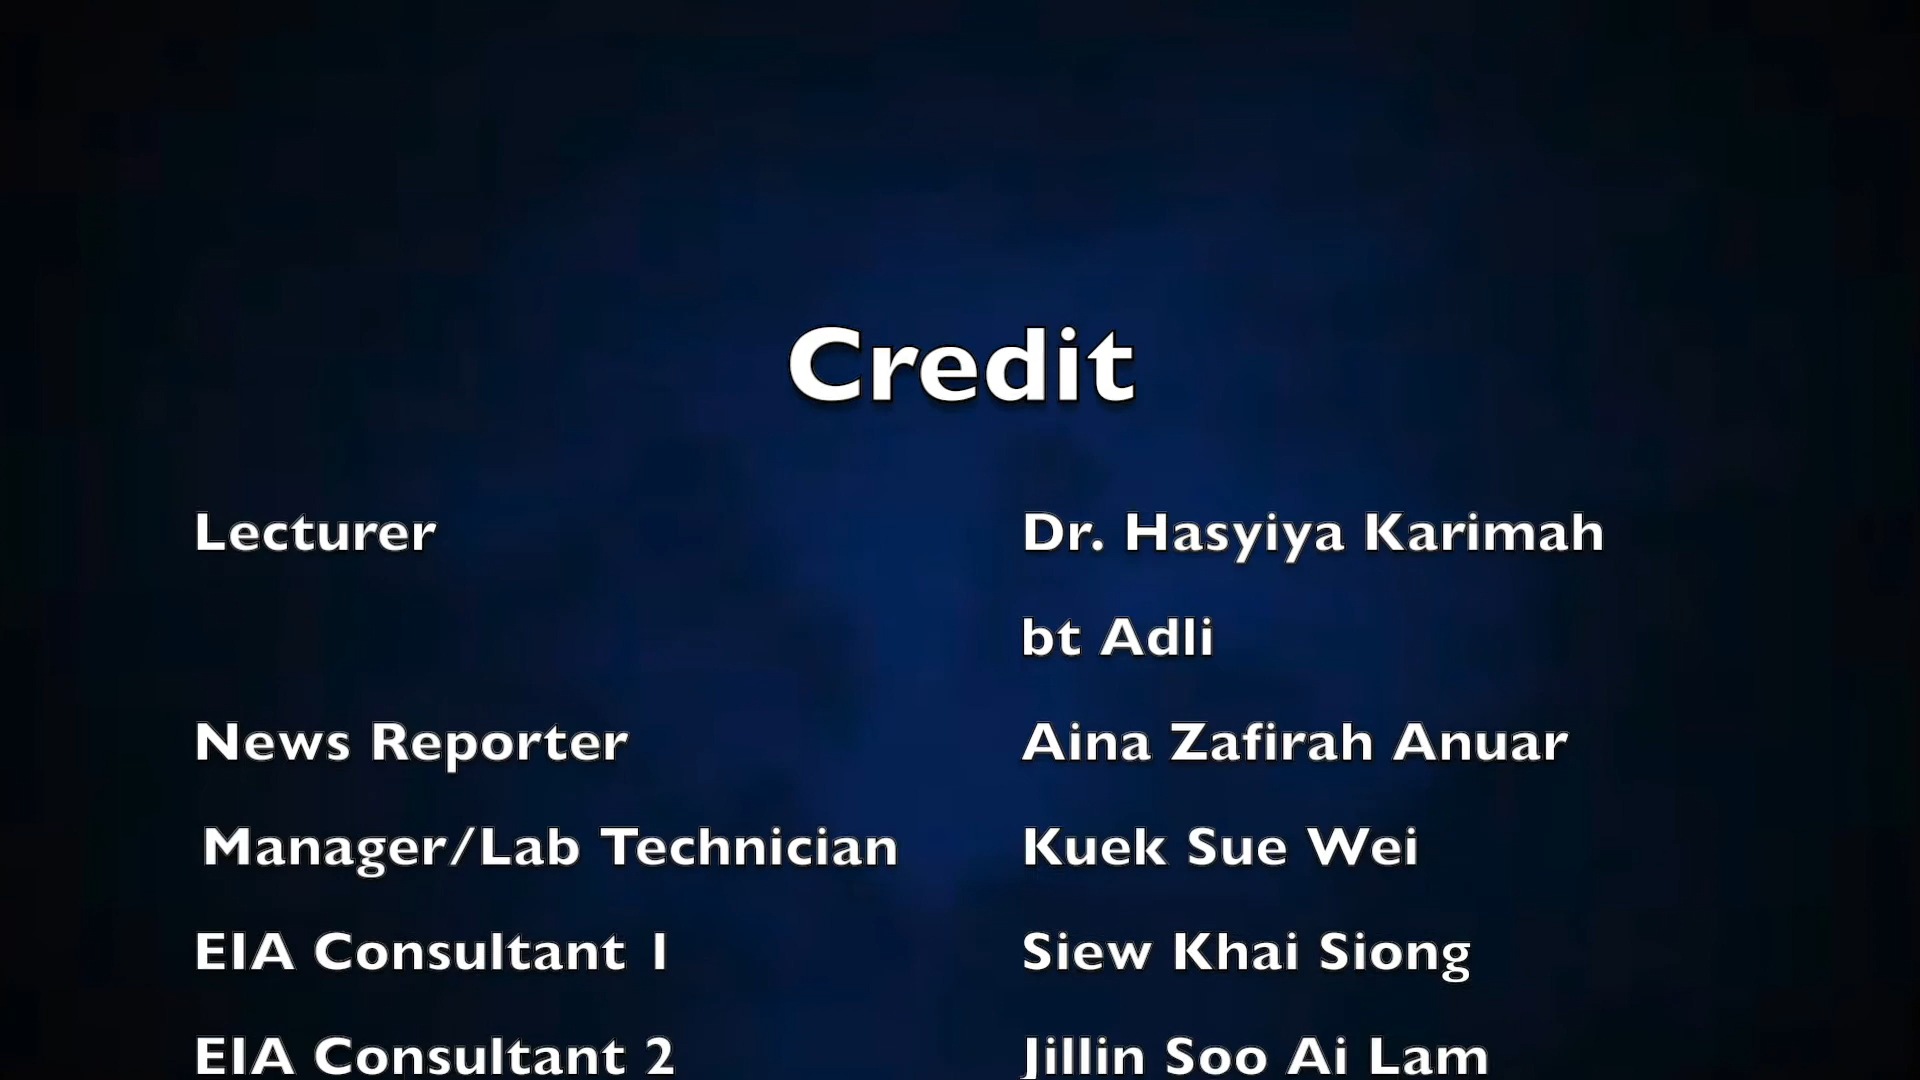 Credit
Lecturer Dr. Hasyiya Karimah
bt Adli
News Reporter Aina Zafirah Anuar
Manager/Lab Technician Kuek Sue Wei
EIA Consultant 1 Siew Khai Siong
EIA Consultant 2 Jillin Soo Ai Lam